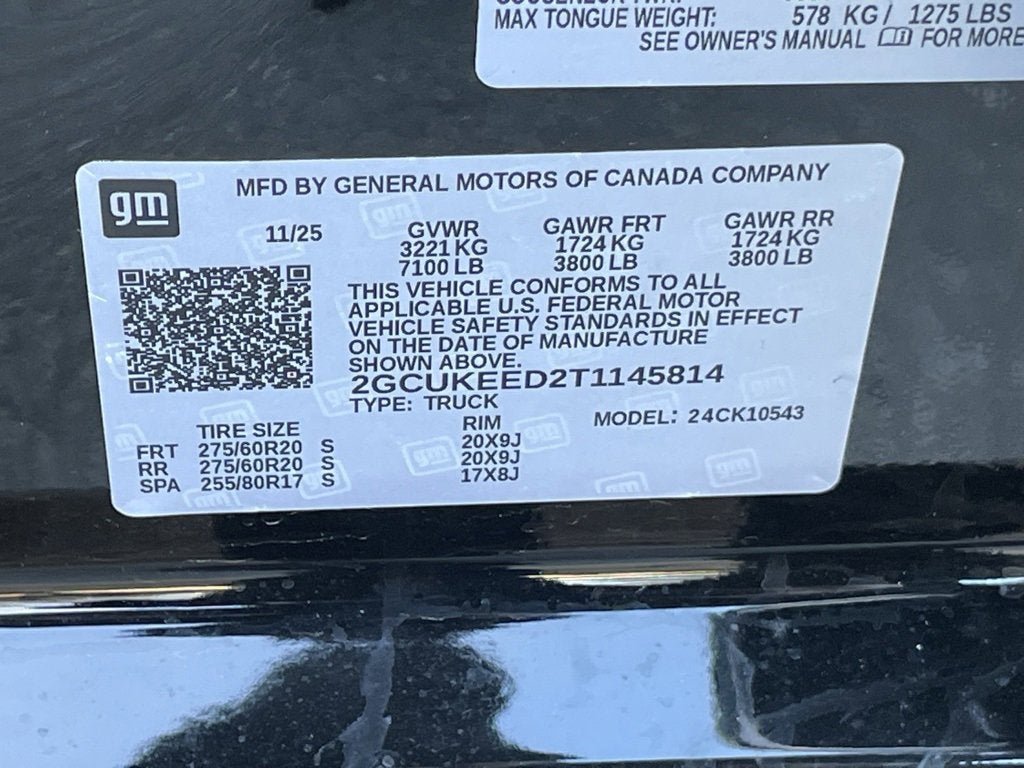 MAX TONGUE WEIGHT: 578 KG / 1275 LBS
SEE OWNER'S MANUAL FOR MORE
gm
MFD BY GENERAL MOTORS OF CANADA COMPANY
11/25 GVWR GAWR FRT GAWR RR
3221 KG 1724 KG 1724 KG
7100 LB 3800 LB 3800 LB
THIS VEHICLE CONFORMS TO ALL
APPLICABLE U.S. FEDERAL MOTOR
VEHICLE SAFETY STANDARDS IN EFFECT
ON THE DATE OF MANUFACTURE
SHOWN ABOVE.
2GCUKEED2T1145814
TYPE: TRUCK MODEL: 24CK10543
TIRE SIZE RIM
FRT 275/60R20 S 20X9J
RR 275/60R20 S 20X9J
SPA 255/80R17 S 17X8J